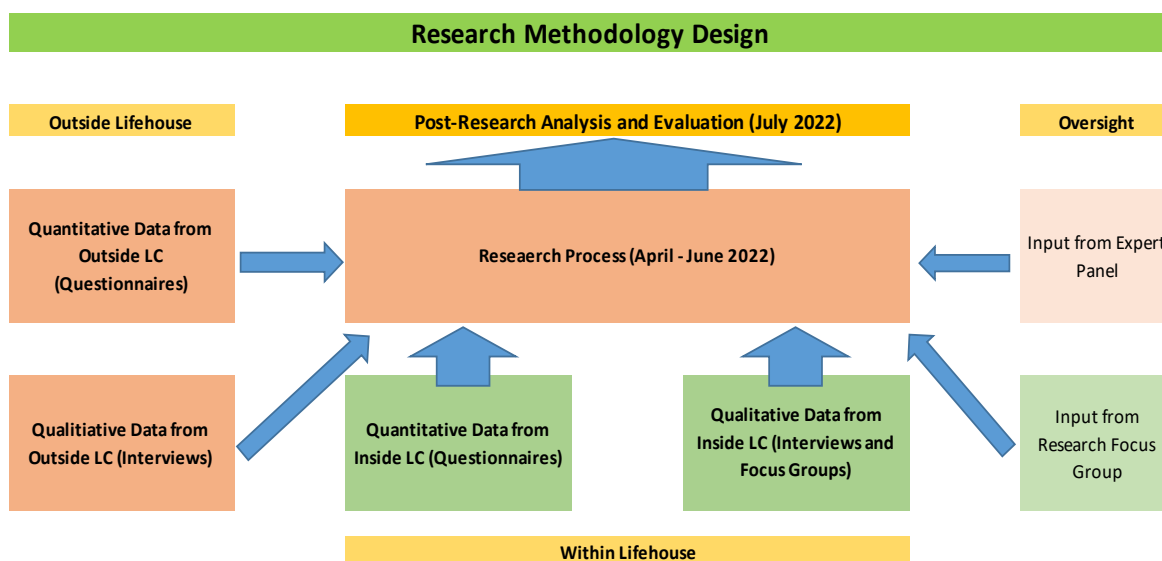 Research Methodology Design
Outside Lifehouse
Post-Research Analysis and Evaluation (July 2022)
Oversight
Quantitative Data from
Outside LC
(Questionnaires)
Reseaerch Process (April - June 2022)
Input from Expert
Panel
Qualitiative Data from
Outside LC (Interviews)
Quantitative Data from
Inside LC (Questionnaires)
Qualitative Data from
Inside LC (Interviews and
Focus Groups)
Input from
Research Focus
Group
Within Lifehouse